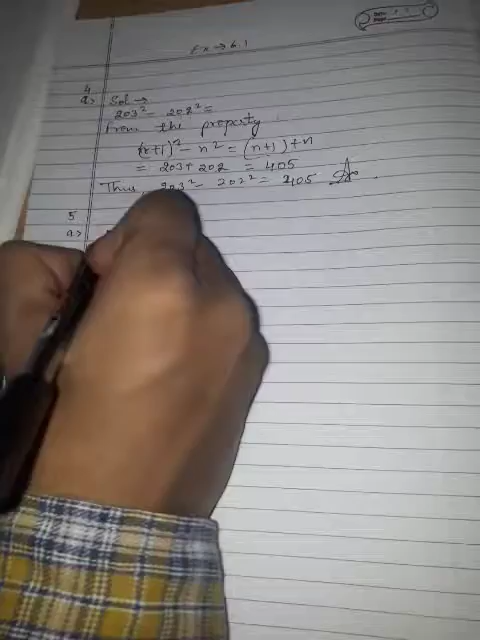 Ex → 6.1
4
a> Sol →
203² - 202² =
From the property
(n+1)² - n² = (n+1) + n
= 203 + 202 = 405
Thus 203² - 202² = 405
5
a>